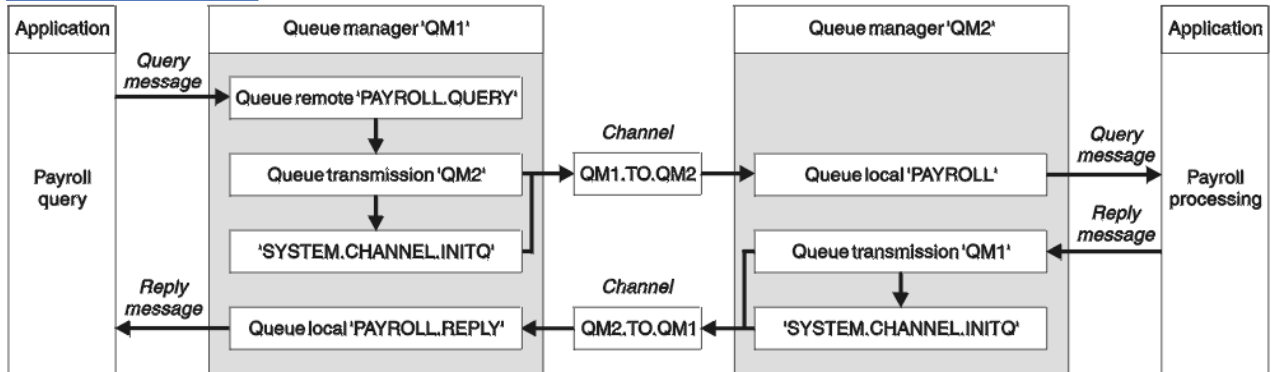 Application
Queue manager 'QM1'
Queue manager 'QM2'
Application
Query
message
Queue remote 'PAYROLL.QUERY'
Channel
Query
message
Payroll
query
Queue transmission 'QM2'
QM1.TO.QM2
Queue local 'PAYROLL'
Payroll
processing
Reply
message
'SYSTEM.CHANNEL.INITQ'
Queue transmission 'QM1'
Reply
message
Channel
Queue local 'PAYROLL.REPLY'
QM2.TO.QM1
'SYSTEM.CHANNEL.INITQ'